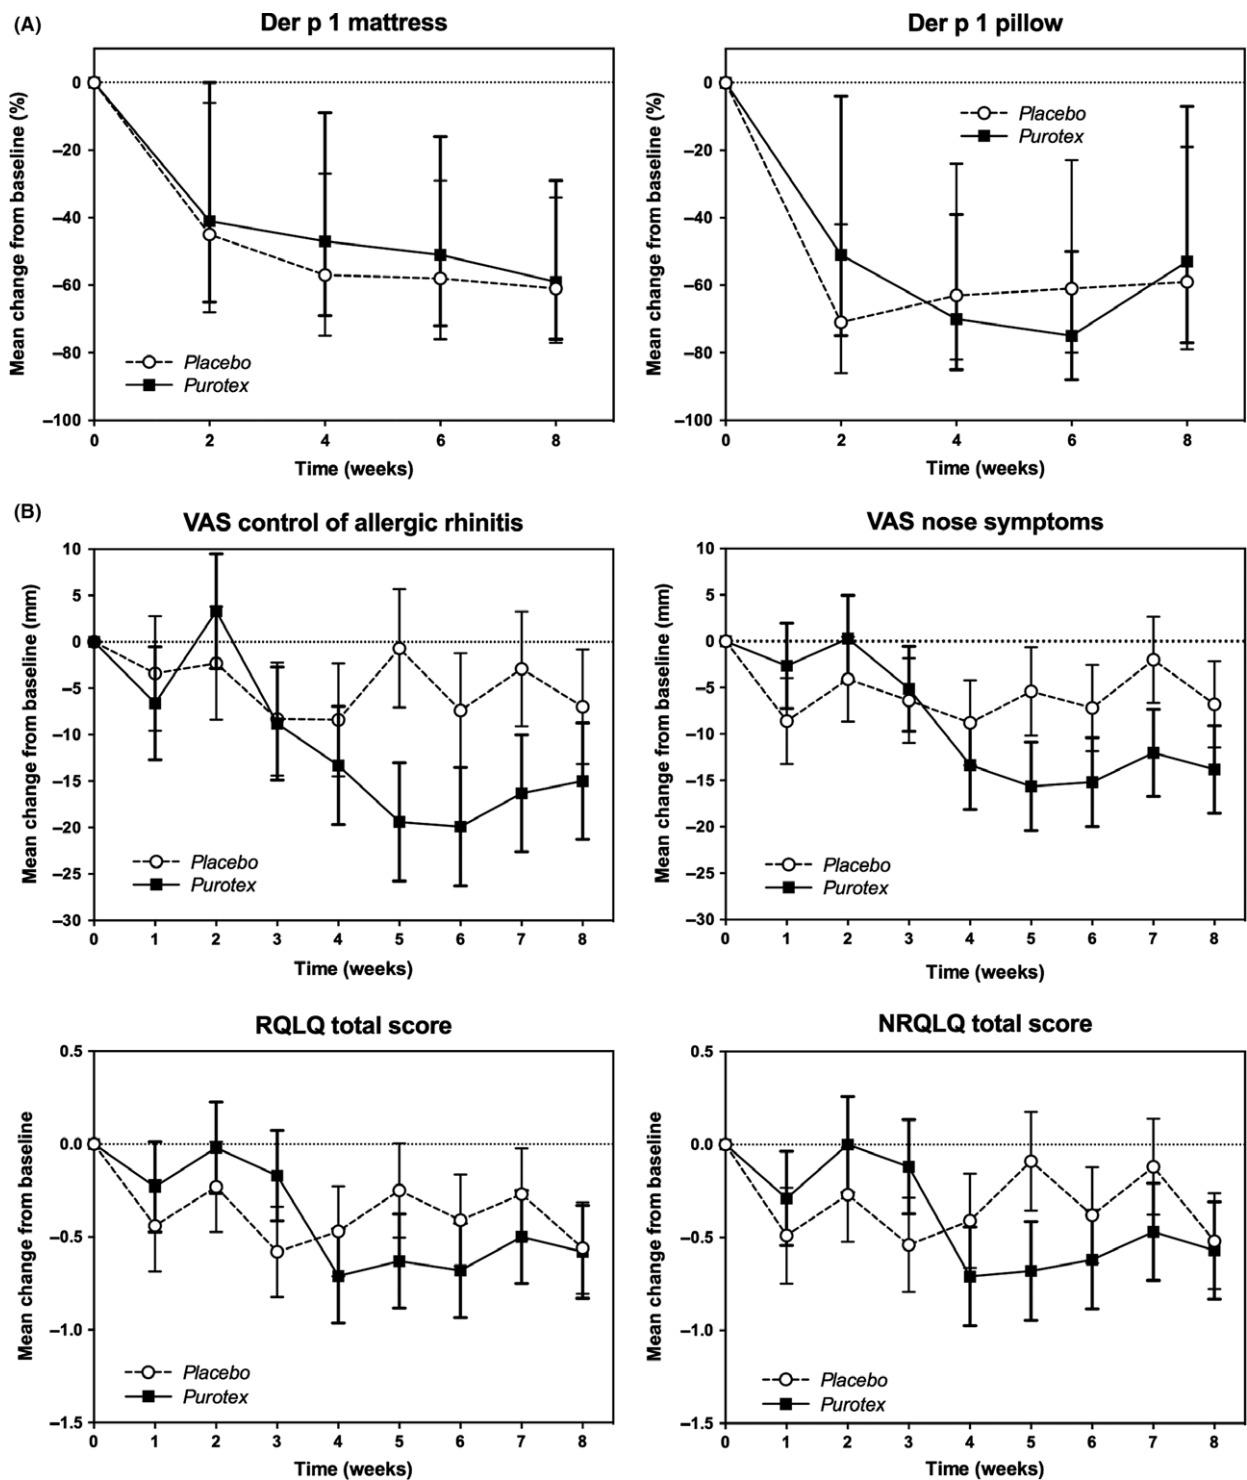 (A)
Der p 1 mattress
Mean change from baseline (%)
0
–20
–40
–60
–80
–100
Placebo
Purotex
0 2 4 6 8
Time (weeks)
Der p 1 pillow
Mean change from baseline (%)
0
–20
–40
–60
–80
–100
Placebo
Purotex
0 2 4 6 8
Time (weeks)
(B)
VAS control of allergic rhinitis
Mean change from baseline (mm)
10
5
0
–5
–10
–15
–20
–25
–30
Placebo
Purotex
0 1 2 3 4 5 6 7 8
Time (weeks)
VAS nose symptoms
Mean change from baseline (mm)
10
5
0
–5
–10
–15
–20
–25
–30
Placebo
Purotex
0 1 2 3 4 5 6 7 8
Time (weeks)
RQLQ total score
Mean change from baseline
0.5
0.0
–0.5
–1.0
–1.5
Placebo
Purotex
0 1 2 3 4 5 6 7 8
Time (weeks)
NRQLQ total score
Mean change from baseline
0.5
0.0
–0.5
–1.0
–1.5
Placebo
Purotex
0 1 2 3 4 5 6 7 8
Time (weeks)